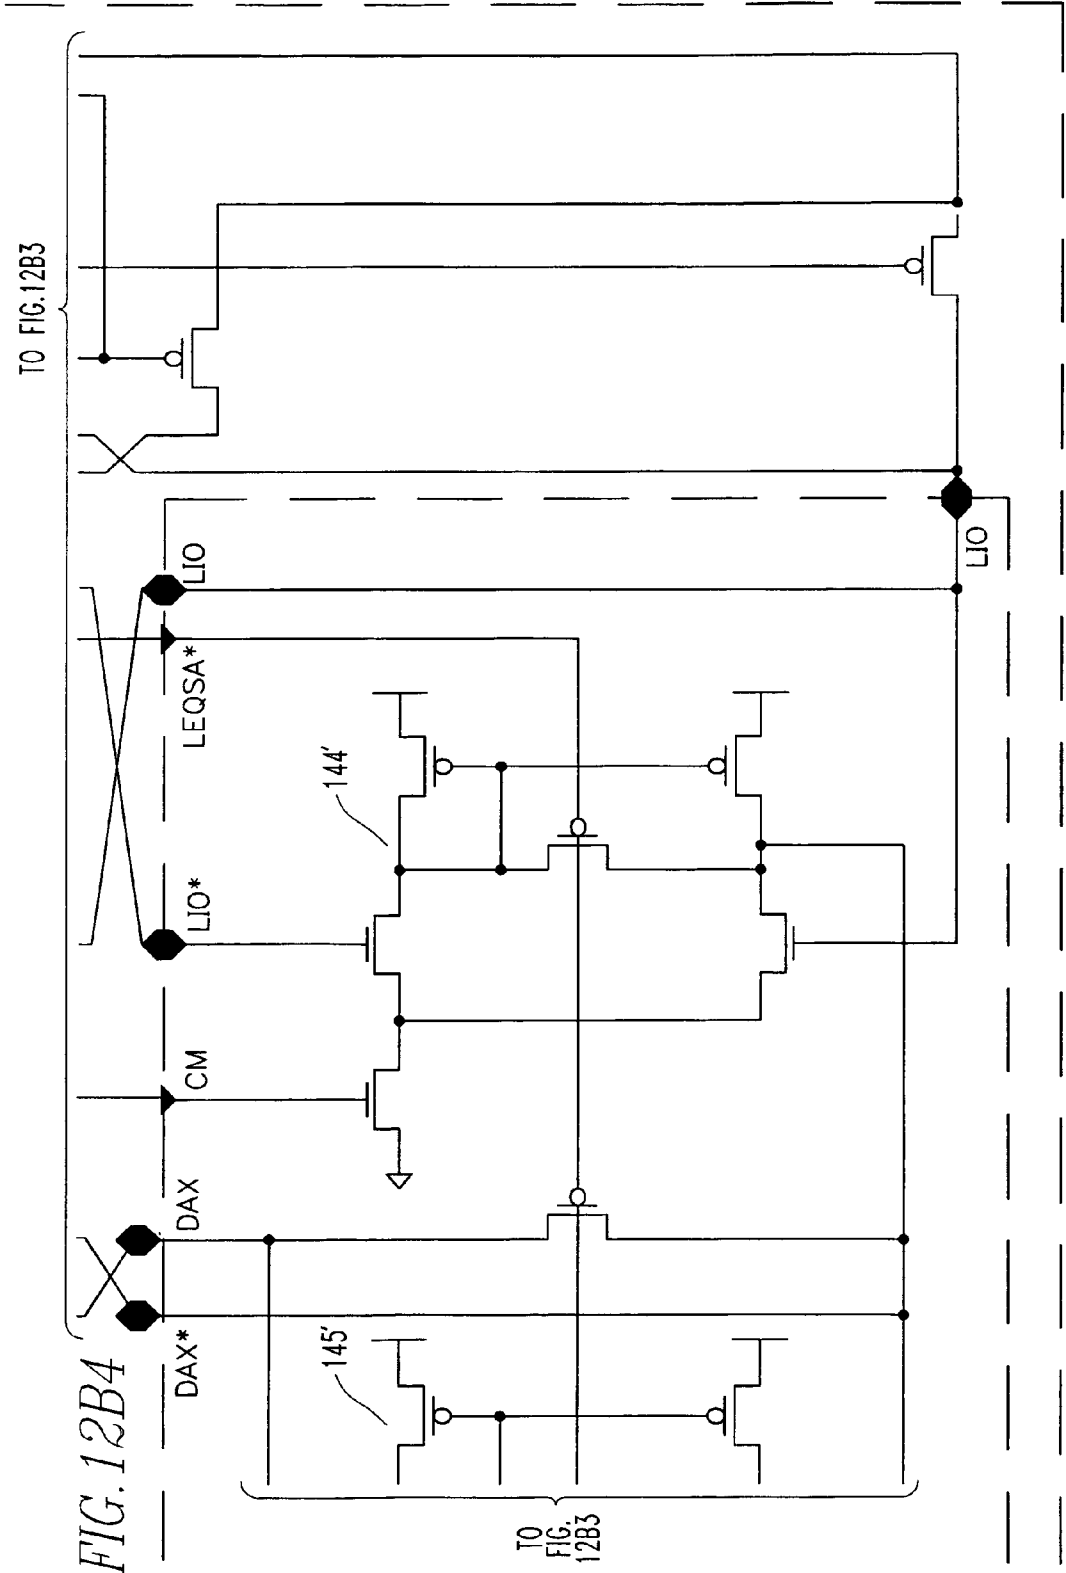 TO FIG.12B3
LIO
LIO
LEQSA*
144'
LIO*
CM
DAX
DAX*
145'
FIG.12B4
TO
FIG.
12B3